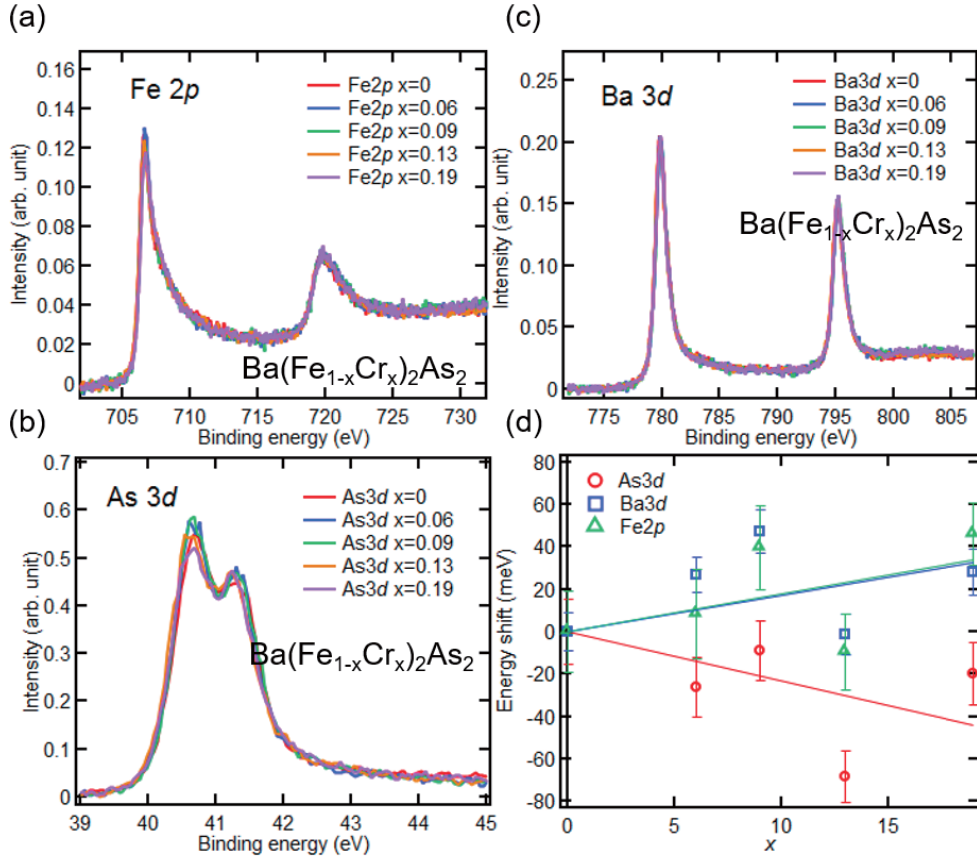 (a)
0.16
0.14
0.12
0.10
0.08
0.06
0.04
0.02
0
Intensity (arb. unit)
Fe 2p
Fe2p x=0
Fe2p x=0.06
Fe2p x=0.09
Fe2p x=0.13
Fe2p x=0.19
Ba(Fe1-xCrx)2As2
705 710 715 720 725 730
Binding energy (eV)
(c)
0.25
0.20
0.15
0.10
0.05
0
Intensity (arb. unit)
Ba 3d
Ba3d x=0
Ba3d x=0.06
Ba3d x=0.09
Ba3d x=0.13
Ba3d x=0.19
Ba(Fe1-xCrx)2As2
775 780 785 790 795 800 805
Binding energy (eV)
(b)
0.7
0.6
0.5
0.4
0.3
0.2
0.1
0
Intensity (arb. unit)
As 3d
As3d x=0
As3d x=0.06
As3d x=0.09
As3d x=0.13
As3d x=0.19
Ba(Fe1-xCrx)2As2
39 40 41 42 43 44 45
Binding energy (eV)
(d)
80
60
40
20
0
-20
-40
-60
-80
Energy shift (meV)
As3d
Ba3d
Fe2p
0 5 10 15
x